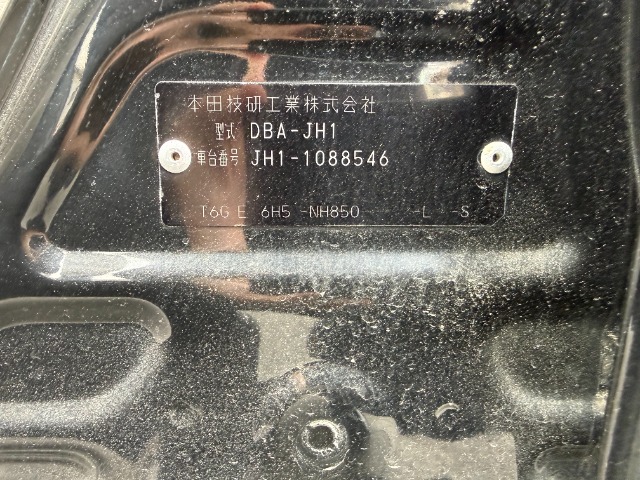 本田技研工業株式会社
型式 DBA-JH1
車台番号 JH1-1088546
T6G E 6H5 -NH850 -L -S